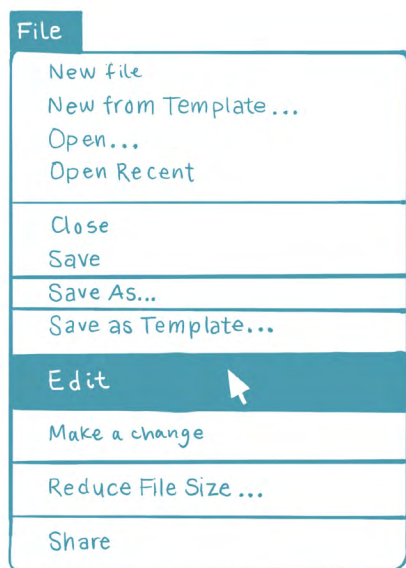 File
New file
New from Template...
Open...
Open Recent
Close
Save
Save As...
Save as Template...
Edit
Make a change
Reduce File Size...
Share